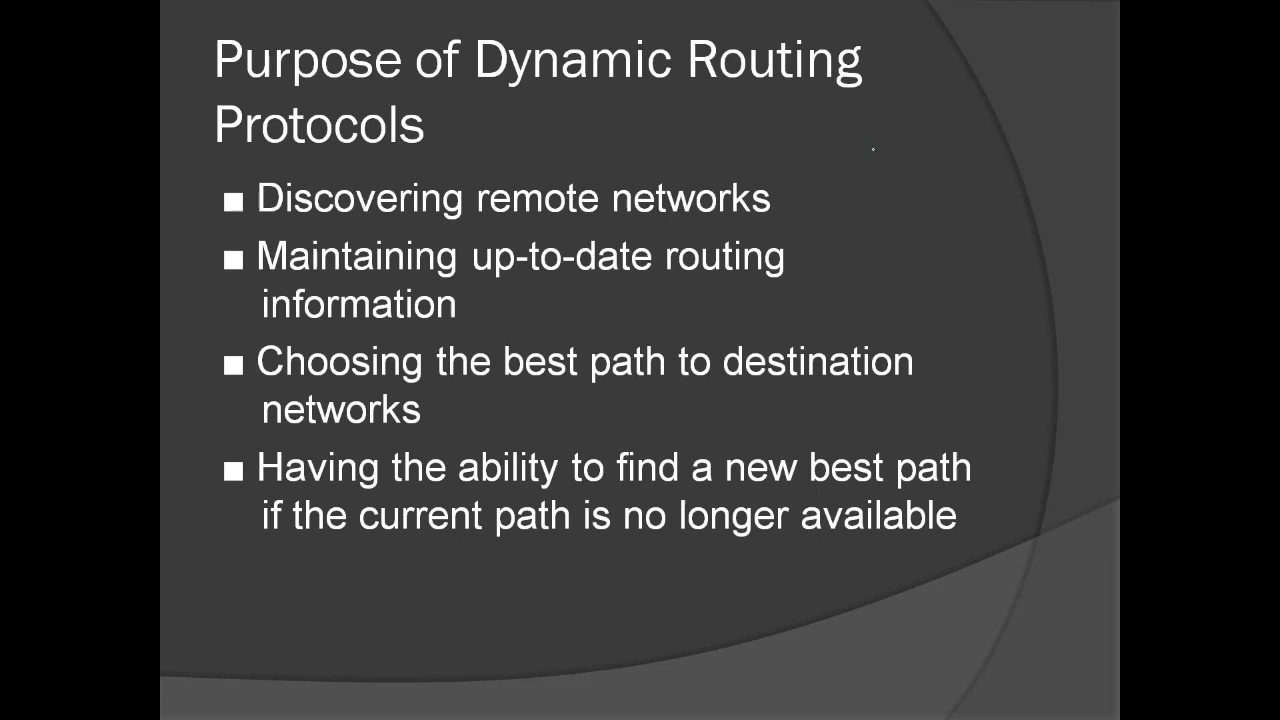 Purpose of Dynamic Routing
Protocols
■ Discovering remote networks
■ Maintaining up-to-date routing
information
■ Choosing the best path to destination
networks
■ Having the ability to find a new best path
if the current path is no longer available